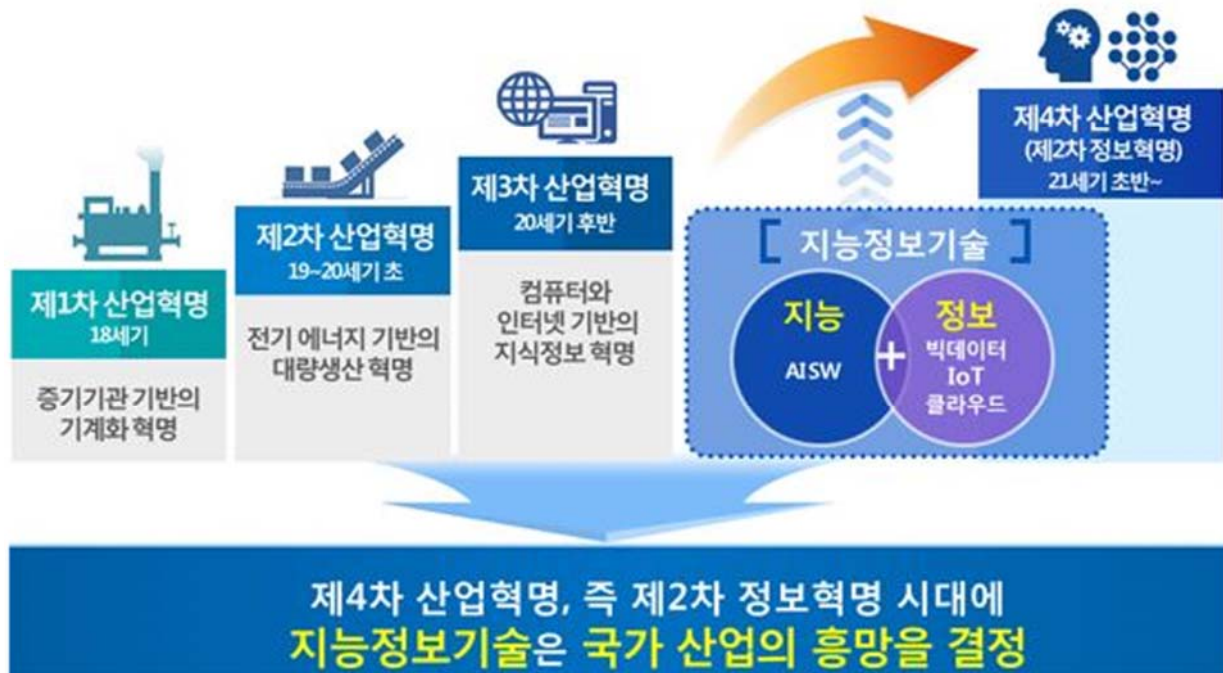 제1차 산업혁명
18세기
증기기관 기반의
기계화 혁명
제2차 산업혁명
19~20세기 초
전기 에너지 기반의
대량생산 혁명
제3차 산업혁명
20세기 후반
컴퓨터와
인터넷 기반의
지식정보 혁명
[ 지능정보기술 ]
지능
AI SW
+
정보
빅데이터
IoT
클라우드
제4차 산업혁명
(제2차 정보혁명)
21세기 초반~
제4차 산업혁명, 즉 제2차 정보혁명 시대에
지능정보기술은 국가 산업의 흥망을 결정